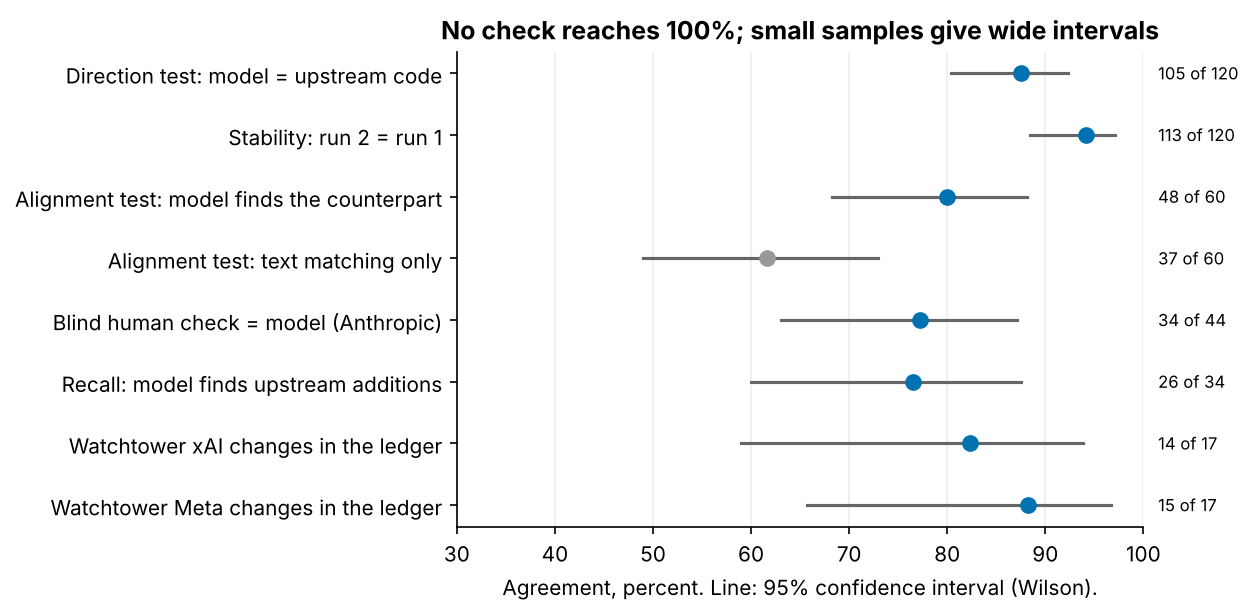 No check reaches 100%; small samples give wide intervals
Direction test: model = upstream code
105 of 120
Stability: run 2 = run 1
113 of 120
Alignment test: model finds the counterpart
48 of 60
Alignment test: text matching only
37 of 60
Blind human check = model (Anthropic)
34 of 44
Recall: model finds upstream additions
26 of 34
Watchtower xAI changes in the ledger
14 of 17
Watchtower Meta changes in the ledger
15 of 17
30 40 50 60 70 80 90 100
Agreement, percent. Line: 95% confidence interval (Wilson).